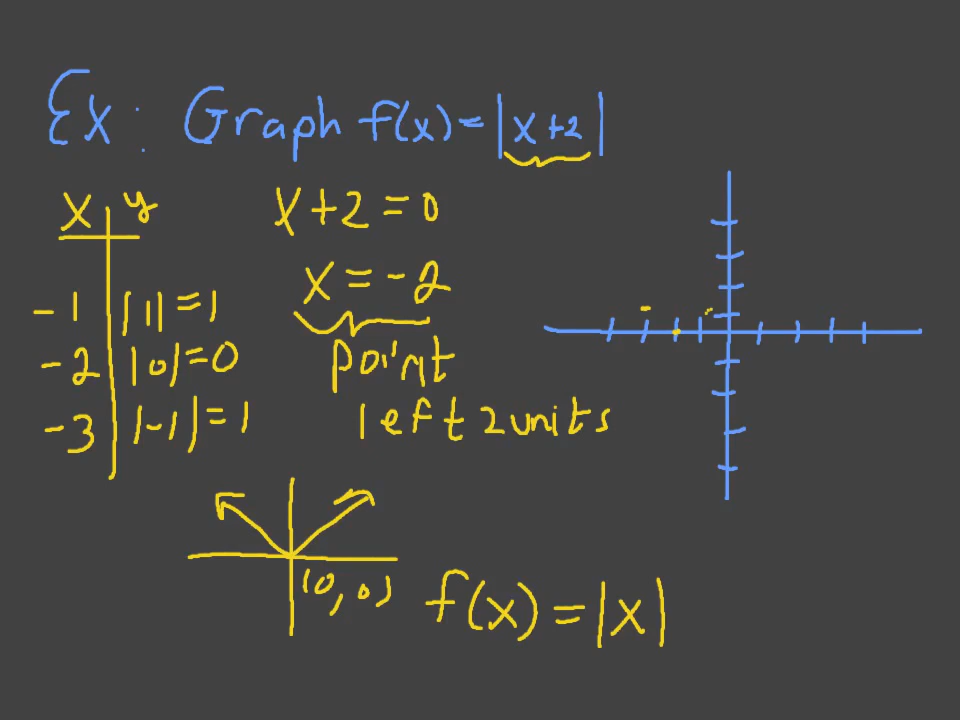 Ex: Graph f(x) = |x+2|
x y
x+2=0
x = -2
-1 |1| = 1
-2 |0| = 0
-3 |-1| = 1
point
left 2 units
(0,0)
f(x) = |x|